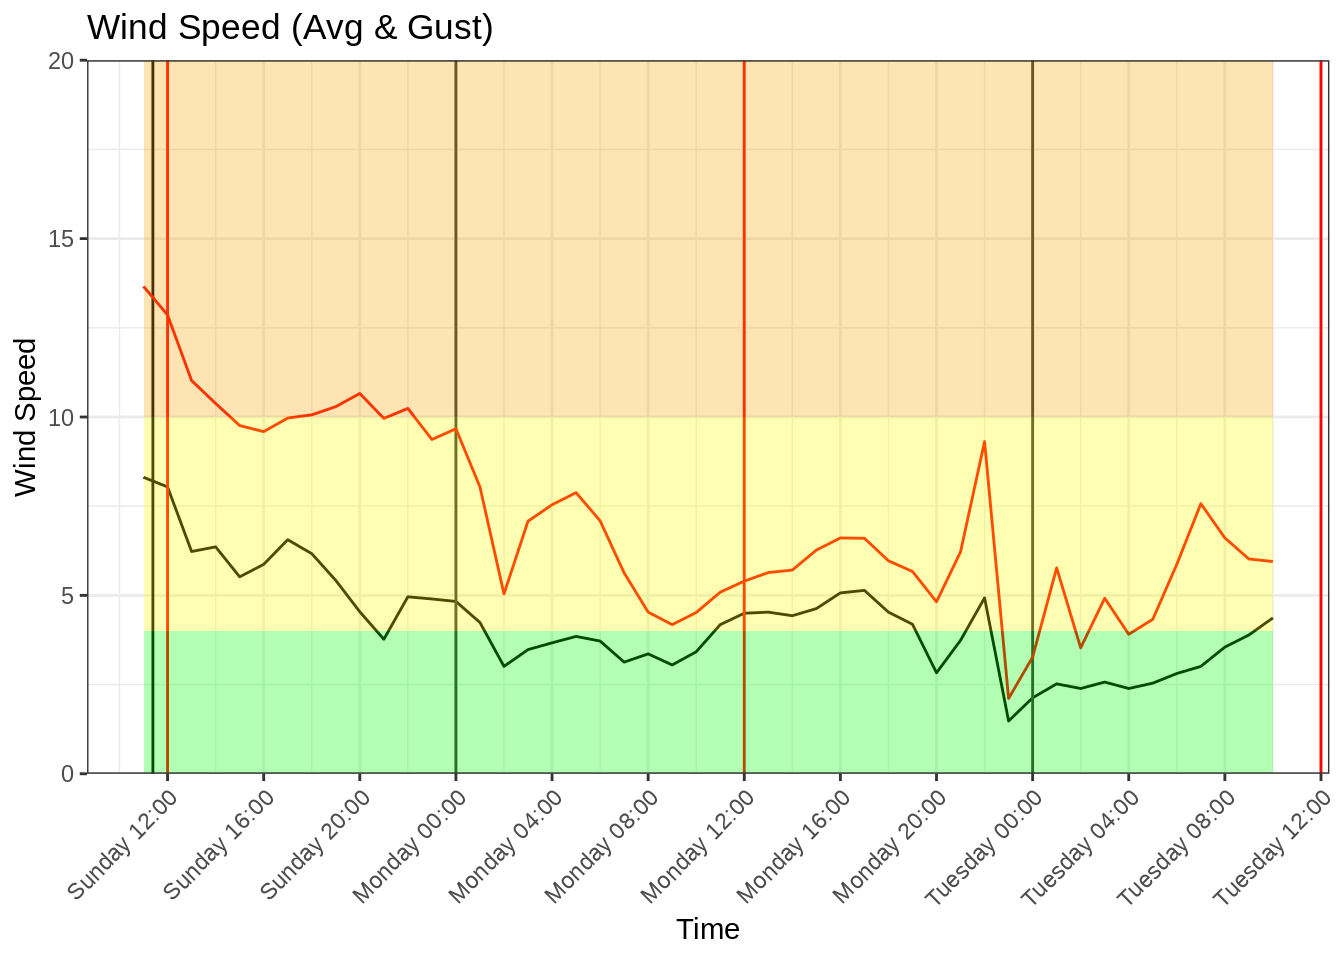 Wind Speed (Avg & Gust)
20
15
10
5
0
Wind Speed
Sunday 12:00
Sunday 16:00
Sunday 20:00
Monday 00:00
Monday 04:00
Monday 08:00
Monday 12:00
Monday 16:00
Monday 20:00
Tuesday 00:00
Tuesday 04:00
Tuesday 08:00
Tuesday 12:00
Time